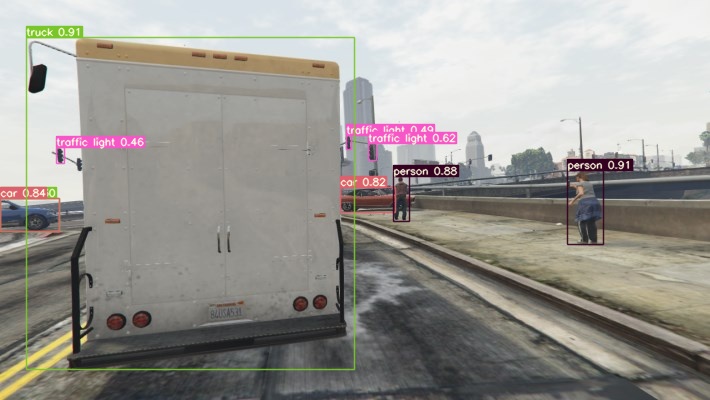 truck 0.91
traffic light 0.49
traffic light 0.46
traffic light 0.62
person 0.88
person 0.91
car 0.82
car 0.84